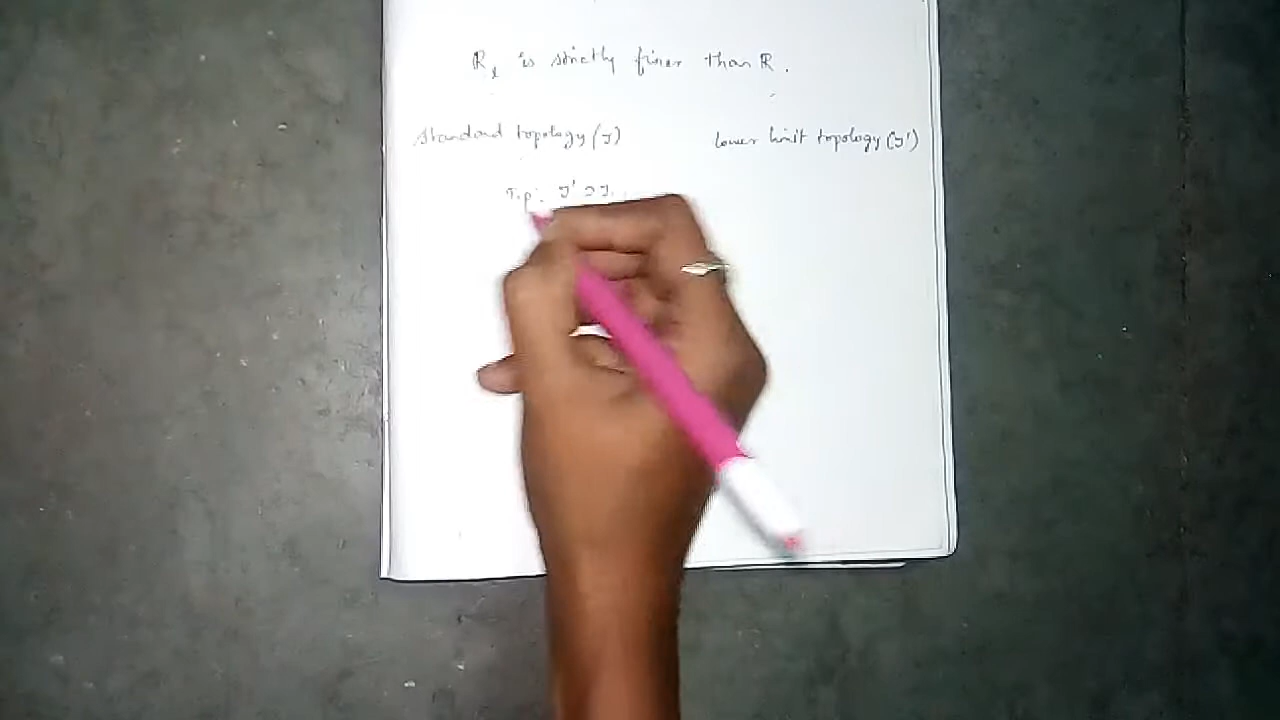 Rℓ is strictly finer than R.
Standard topology (𝒯) Lower limit topology (𝒯')
T.p: 𝒯' ⊃ 𝒯.